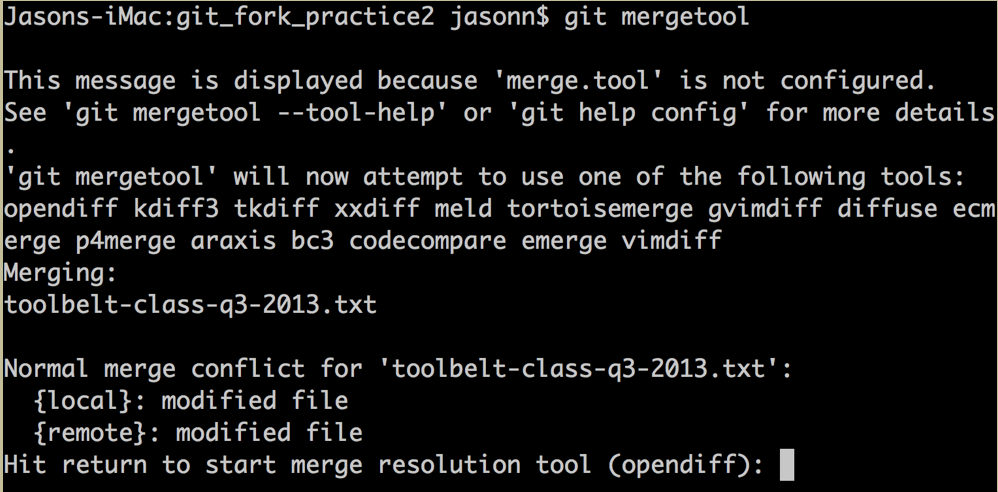 Jasons-iMac:git_fork_practice2 jasonn$ git mergetool
This message is displayed because 'merge.tool' is not configured.
See 'git mergetool --tool-help' or 'git help config' for more details
.
'git mergetool' will now attempt to use one of the following tools:
opendiff kdiff3 tkdiff xxdiff meld tortoisemerge gvimdiff diffuse ecm
erge p4merge araxis bc3 codecompare emerge vimdiff
Merging:
toolbelt-class-q3-2013.txt
Normal merge conflict for 'toolbelt-class-q3-2013.txt':
  {local}: modified file
  {remote}: modified file
Hit return to start merge resolution tool (opendiff):